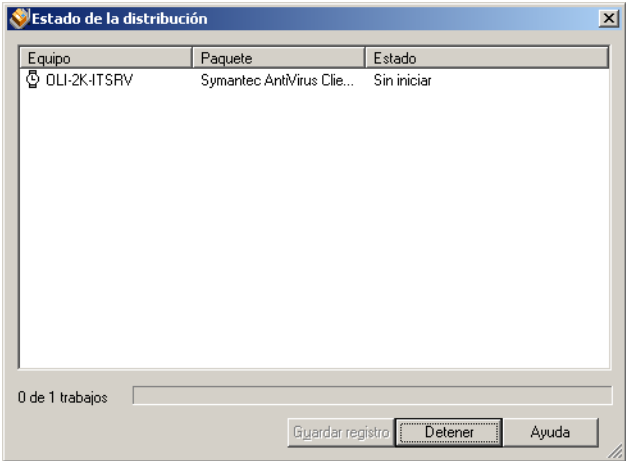 Estado de la distribución
Equipo Paquete Estado
OLI-2K-ITSRV Symantec AntiVirus Clie... Sin iniciar
0 de 1 trabajos
Guardar registro Detener Ayuda